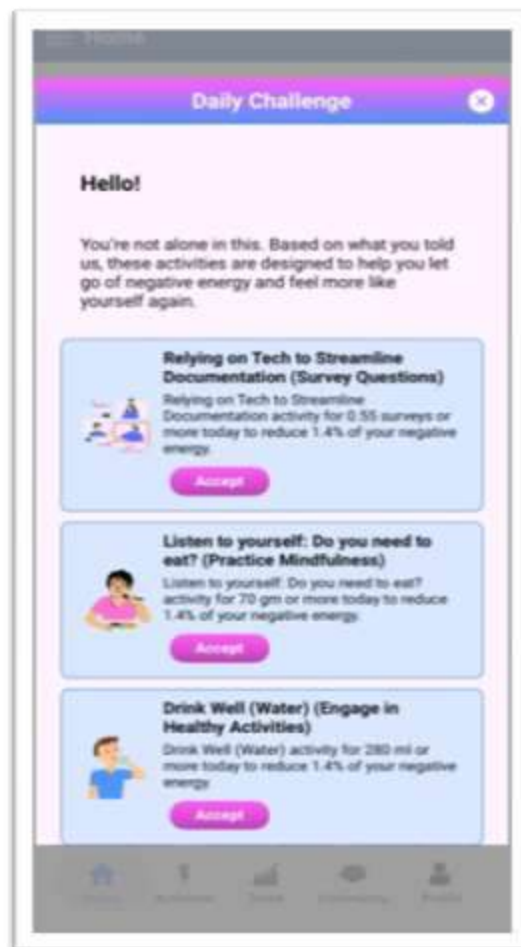 Home
Daily Challenge
Hello!
You're not alone in this. Based on what you told
us, these activities are designed to help you let
go of negative energy and feel more like
yourself again.
Relying on Tech to Streamline
Documentation (Survey Questions)
Relying on Tech to Streamline
Documentation activity for 0.55 surveys or
more today to reduce 1.4% of your negative
energy.
Accept
Listen to yourself: Do you need to
eat? (Practice Mindfulness)
Listen to yourself: Do you need to eat?
activity for 70 gm or more today to reduce
1.4% of your negative energy.
Accept
Drink Well (Water) (Engage in
Healthy Activities)
Drink Well (Water) activity for 280 ml or
more today to reduce 1.4% of your negative
energy
Accept